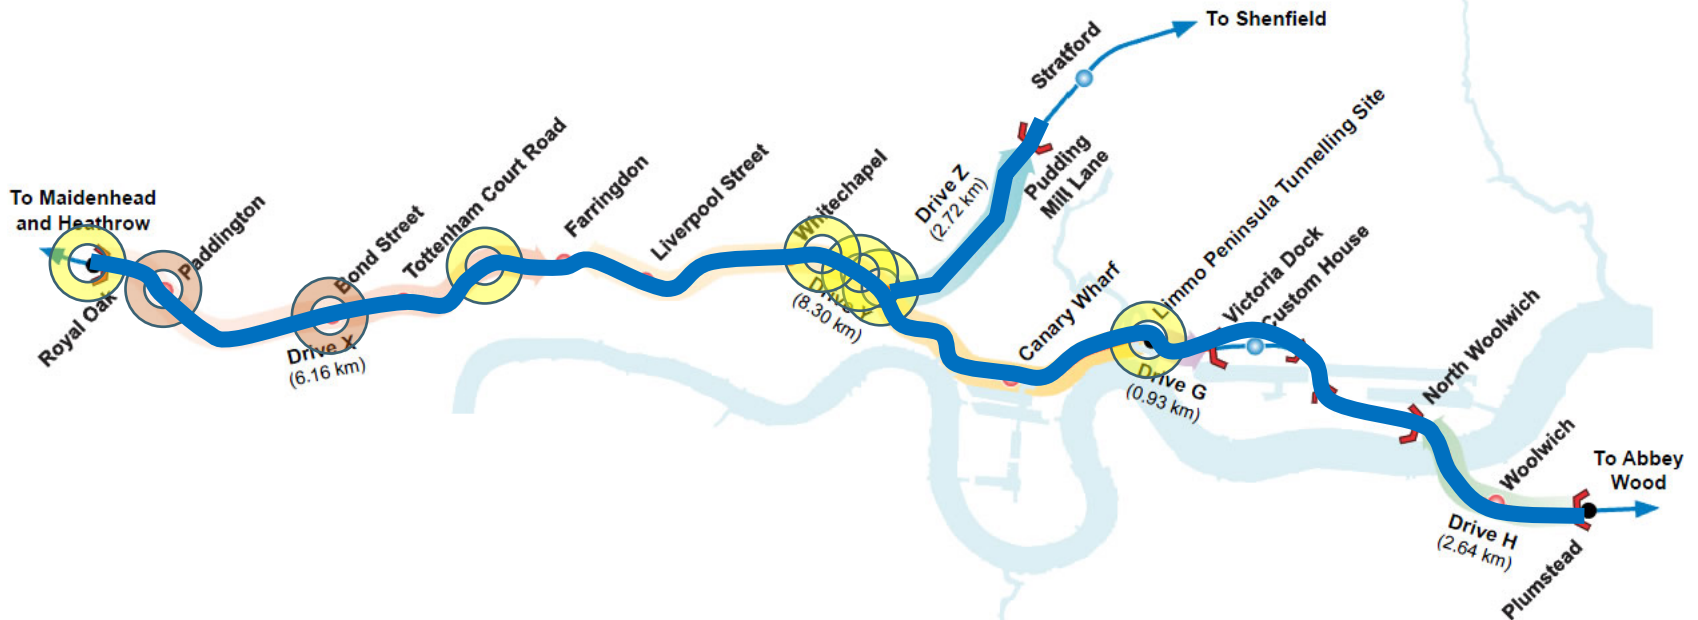 To Shenfield
Stratford
To Maidenhead
and Heathrow
Royal Oak
Paddington
Bond Street
Tottenham Court Road
Farringdon
Liverpool Street
Whitechapel
Drive Z
(2.72 km)
Pudding
Mill Lane
Drive X
(6.16 km)
Drive Y
(8.30 km)
Canary Wharf
Limmo Peninsula Tunnelling Site
Victoria Dock
Custom House
Drive G
(0.93 km)
North Woolwich
Woolwich
To Abbey
Wood
Drive H
(2.64 km)
Plumstead